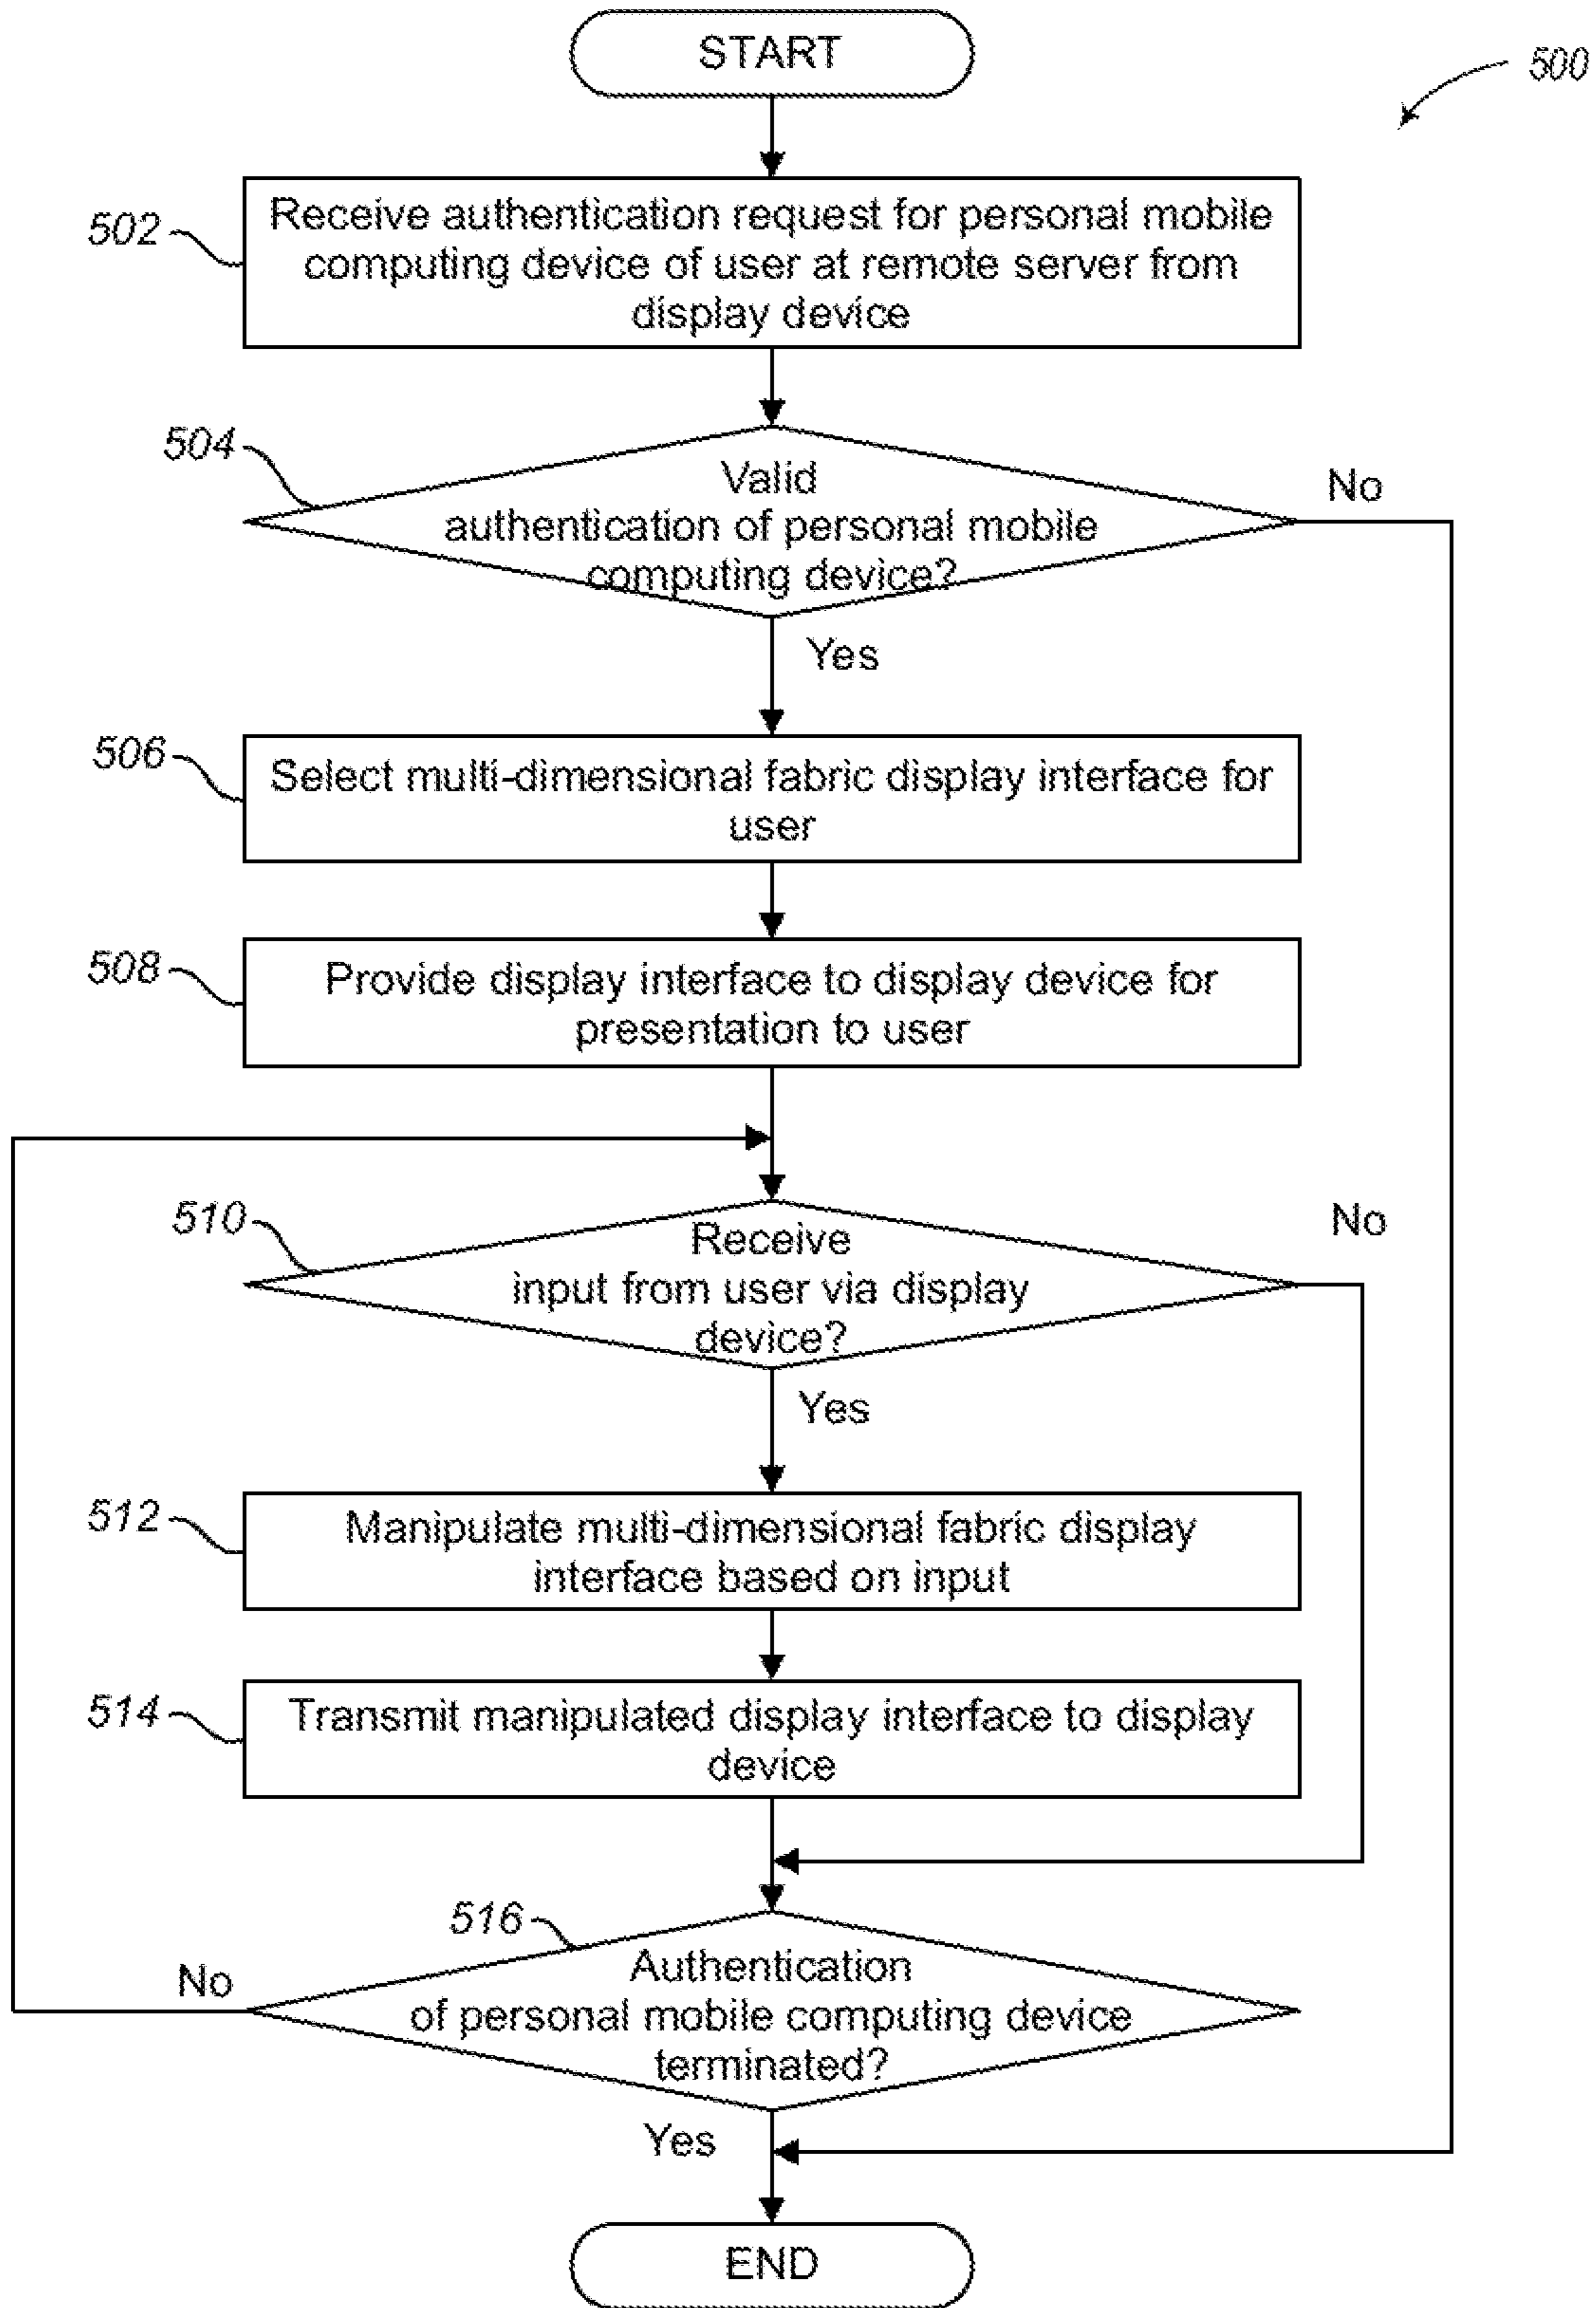 START
500
502
Receive authentication request for personal mobile
computing device of user at remote server from
display device
504
Valid
authentication of personal mobile
computing device?
No
Yes
506
Select multi-dimensional fabric display interface for
user
508
Provide display interface to display device for
presentation to user
510
Receive
input from user via display
device?
No
Yes
512
Manipulate multi-dimensional fabric display
interface based on input
514
Transmit manipulated display interface to display
device
516
Authentication
of personal mobile computing device
terminated?
No
Yes
END